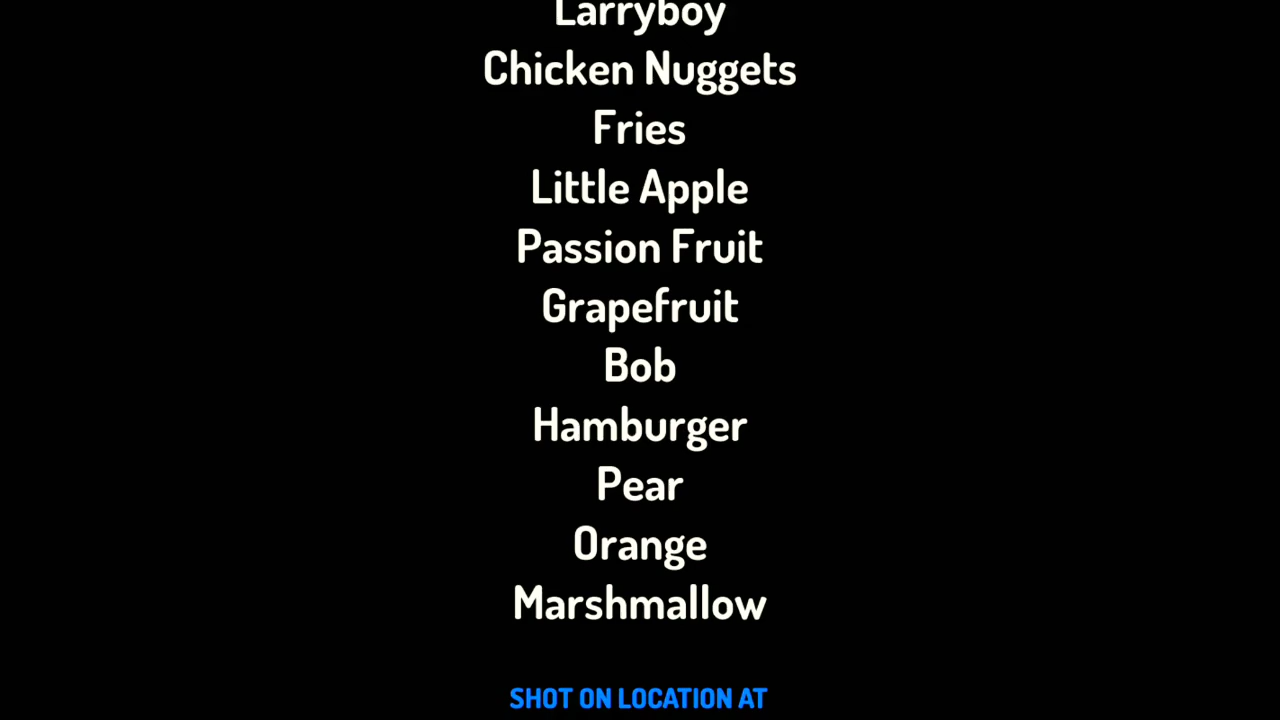 Larryboy
Chicken Nuggets
Fries
Little Apple
Passion Fruit
Grapefruit
Bob
Hamburger
Pear
Orange
Marshmallow
SHOT ON LOCATION AT